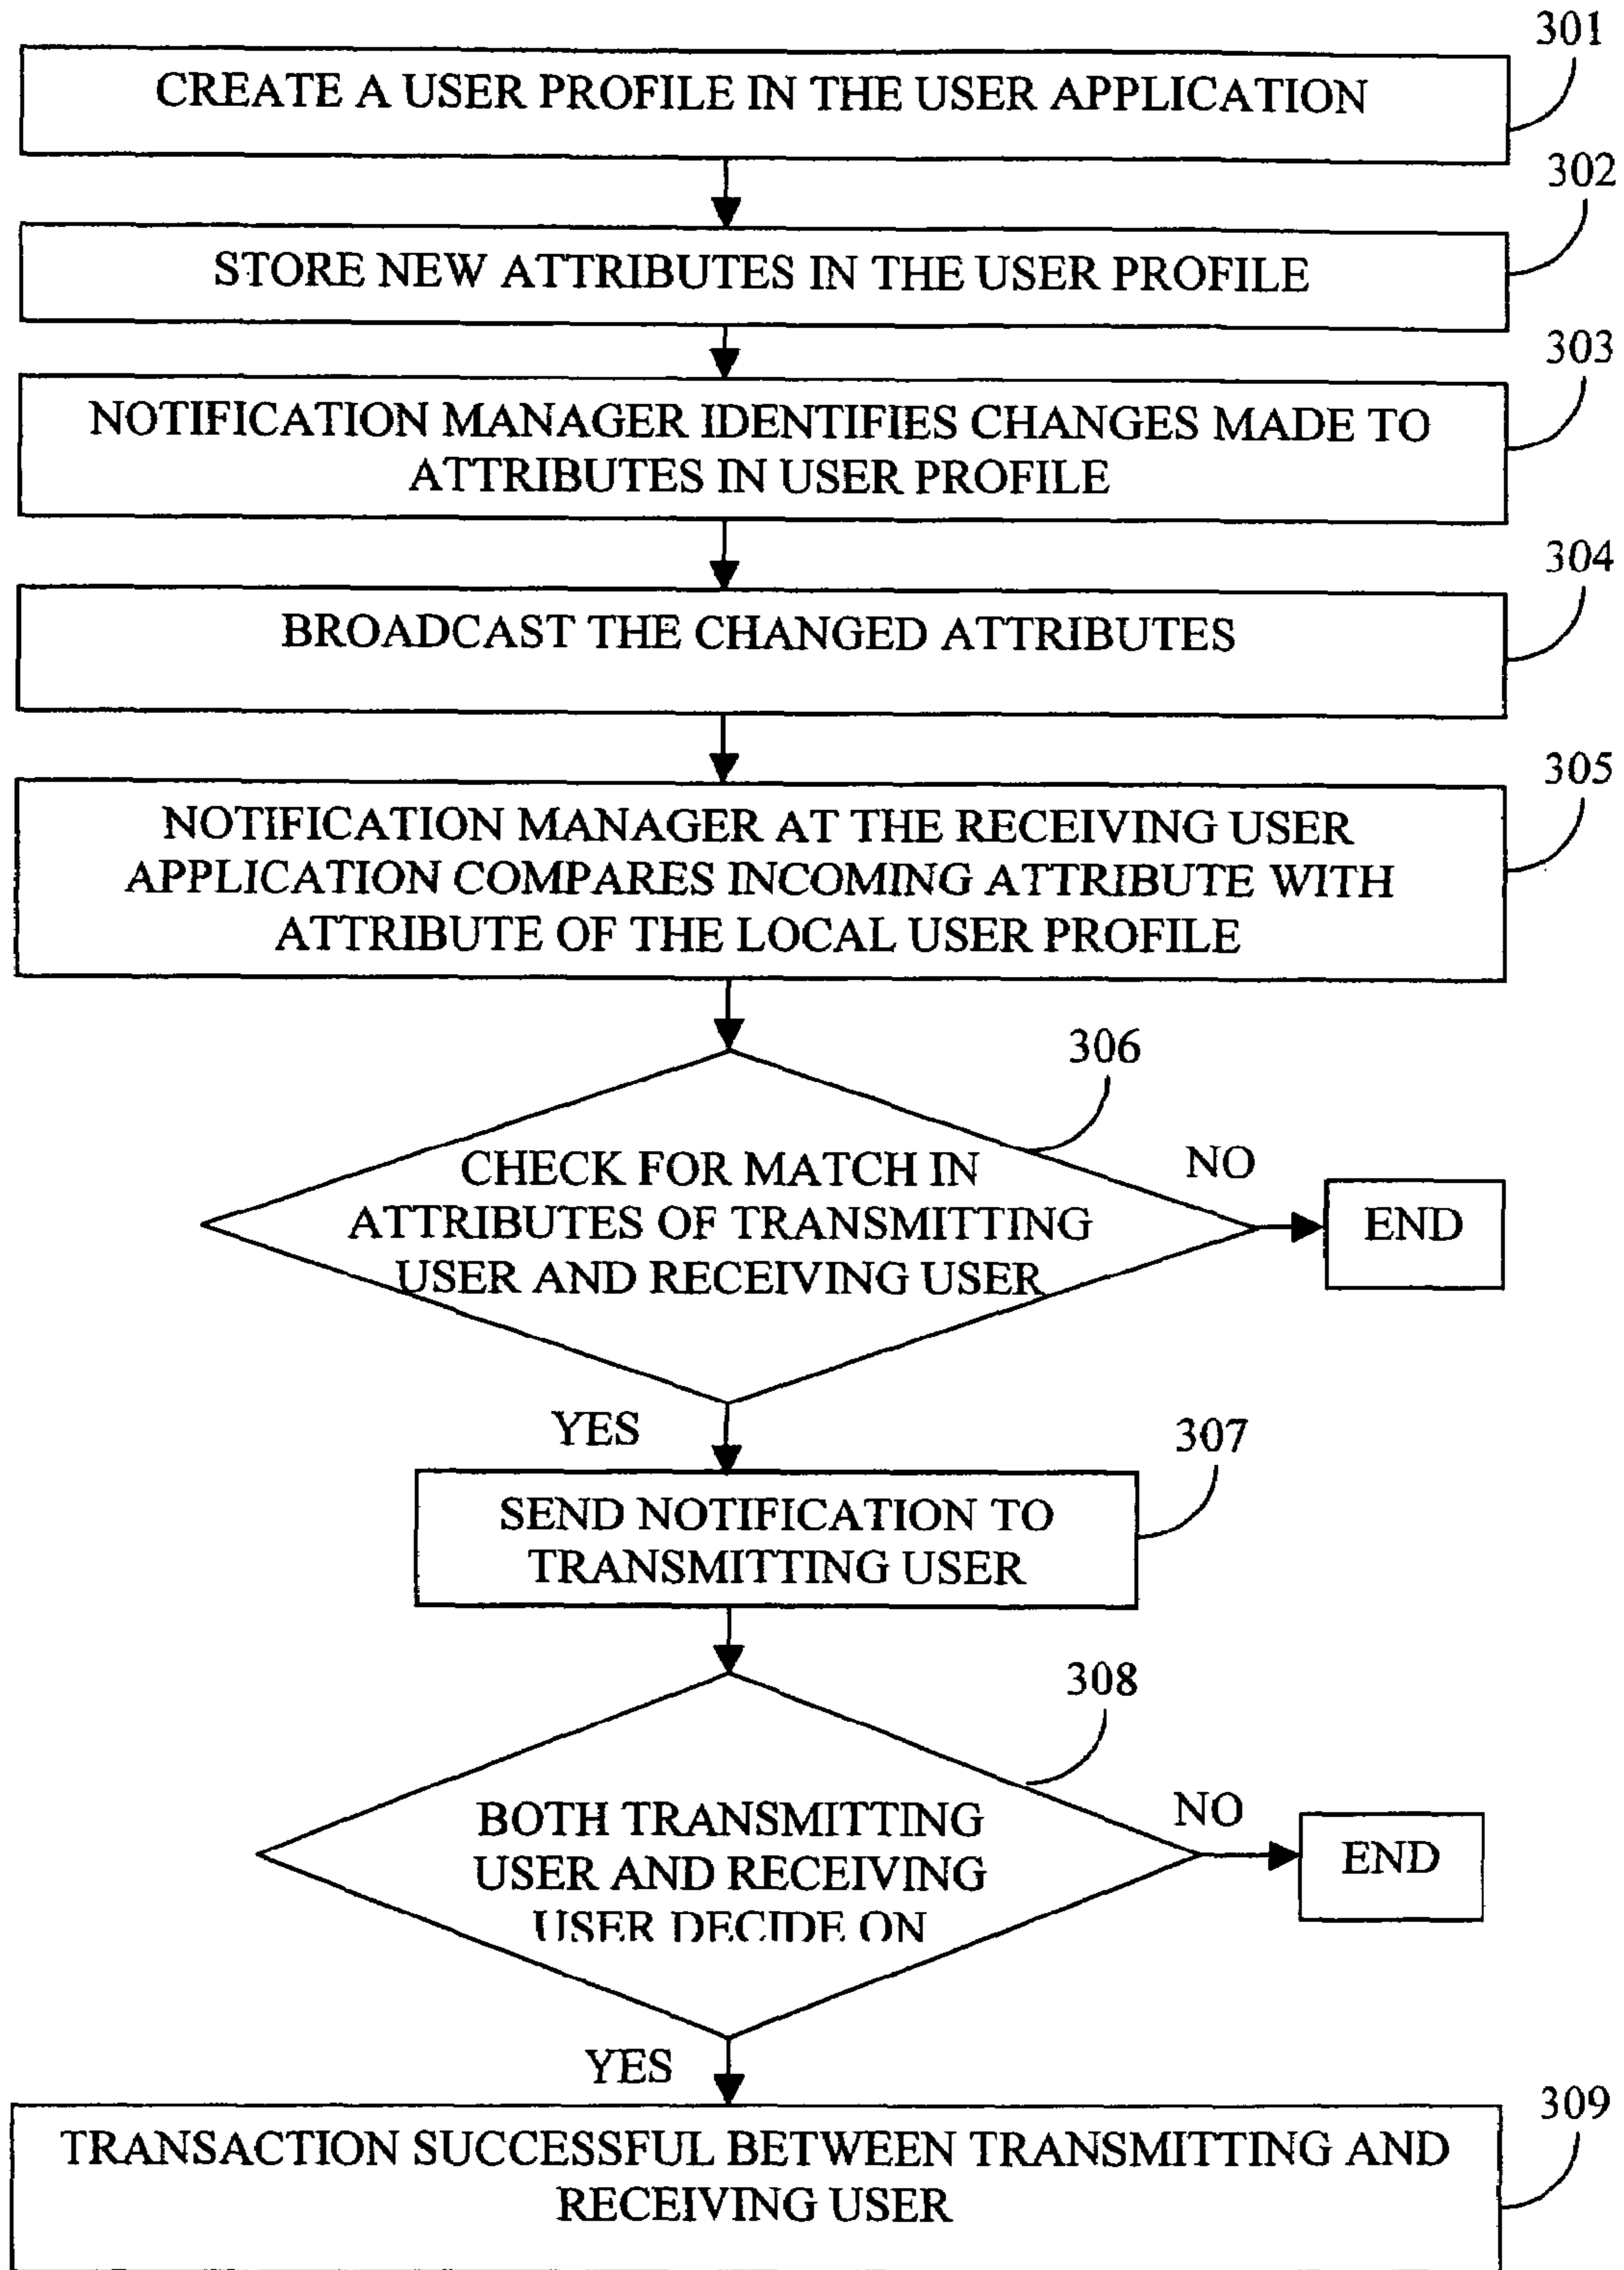 301
CREATE A USER PROFILE IN THE USER APPLICATION
302
STORE NEW ATTRIBUTES IN THE USER PROFILE
303
NOTIFICATION MANAGER IDENTIFIES CHANGES MADE TO
ATTRIBUTES IN USER PROFILE
304
BROADCAST THE CHANGED ATTRIBUTES
305
NOTIFICATION MANAGER AT THE RECEIVING USER
APPLICATION COMPARES INCOMING ATTRIBUTE WITH
ATTRIBUTE OF THE LOCAL USER PROFILE
306
CHECK FOR MATCH IN
ATTRIBUTES OF TRANSMITTING
USER AND RECEIVING USER
NO
END
YES
307
SEND NOTIFICATION TO
TRANSMITTING USER
308
BOTH TRANSMITTING
USER AND RECEIVING
USER DECIDE ON
NO
END
YES
309
TRANSACTION SUCCESSFUL BETWEEN TRANSMITTING AND
RECEIVING USER